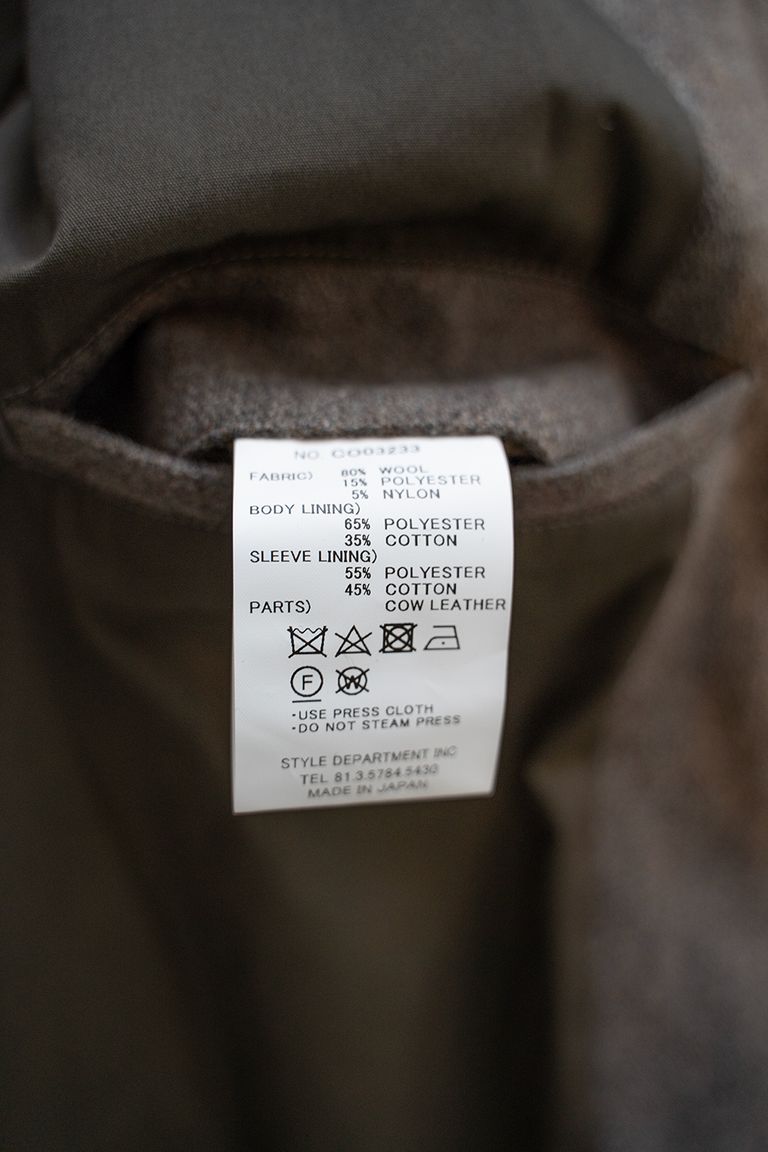 NO. CO03233
FABRIC) 80% WOOL
15% POLYESTER
5% NYLON
BODY LINING)
65% POLYESTER
35% COTTON
SLEEVE LINING)
55% POLYESTER
45% COTTON
PARTS) COW LEATHER
F W
·USE PRESS CLOTH
·DO NOT STEAM PRESS
STYLE DEPARTMENT INC
TEL 81.3.5784.5430
MADE IN JAPAN